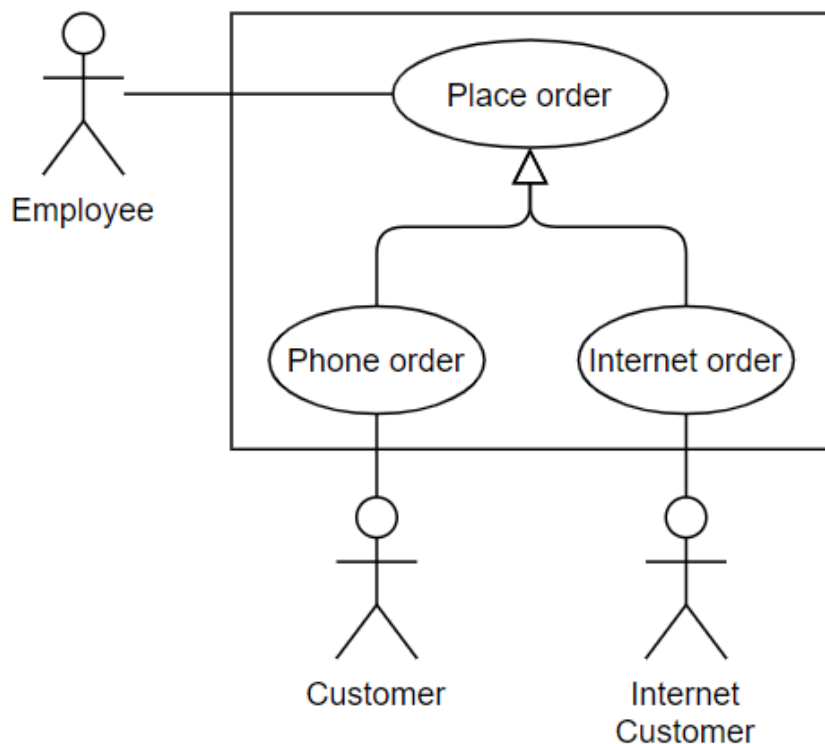 Place order
Employee
Phone order
Internet order
Customer
Internet
Customer